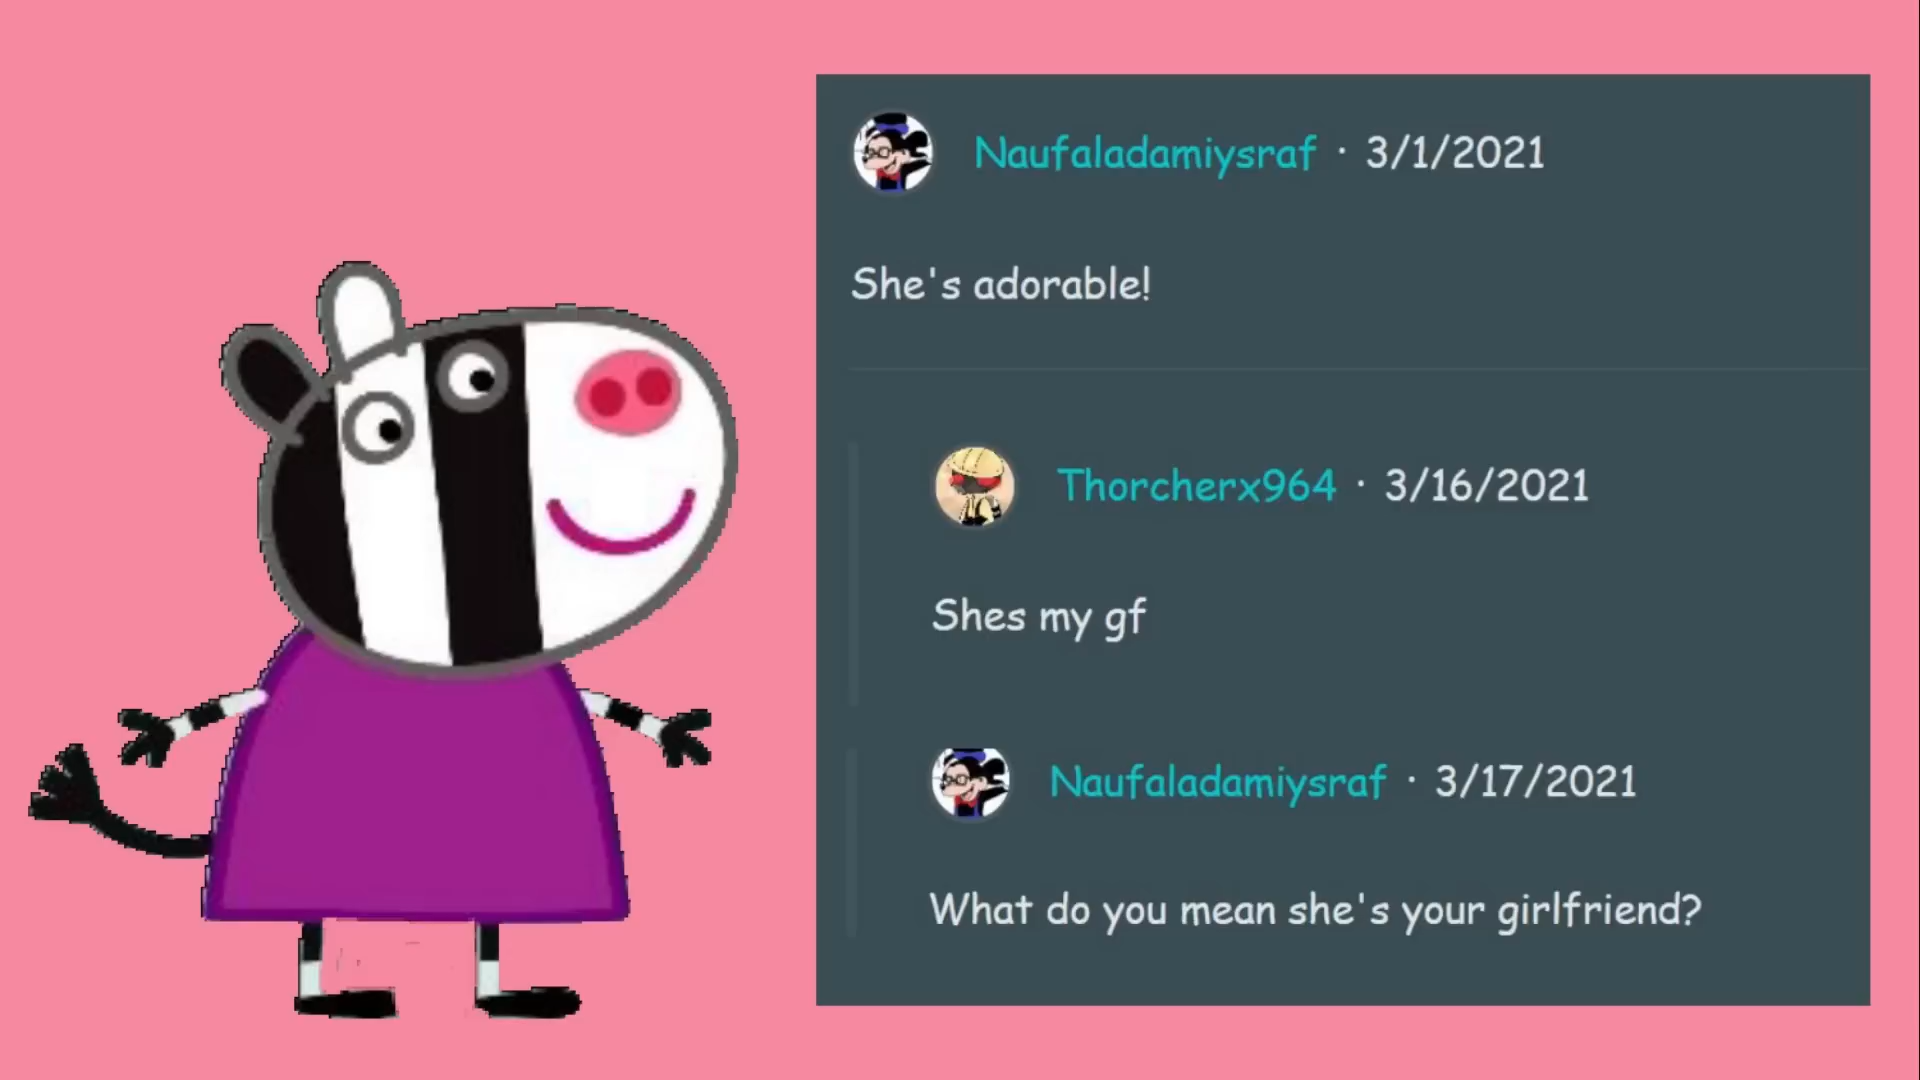 Naufaladamiysraf · 3/1/2021
She's adorable!
Thorcherx964 · 3/16/2021
Shes my gf
Naufaladamiysraf · 3/17/2021
What do you mean she's your girlfriend?